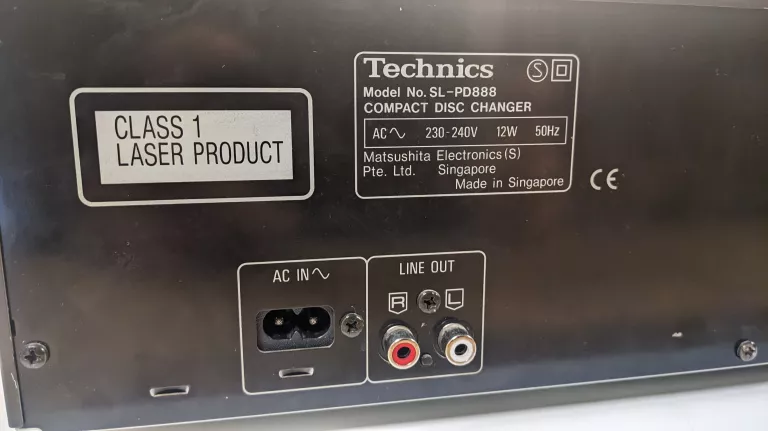 CLASS 1
LASER PRODUCT
Technics S
Model No. SL-PD888
COMPACT DISC CHANGER
AC 230-240V 12W 50Hz
Matsushita Electronics (S)
Pte. Ltd. Singapore
Made in Singapore
CE
AC IN
LINE OUT
R L